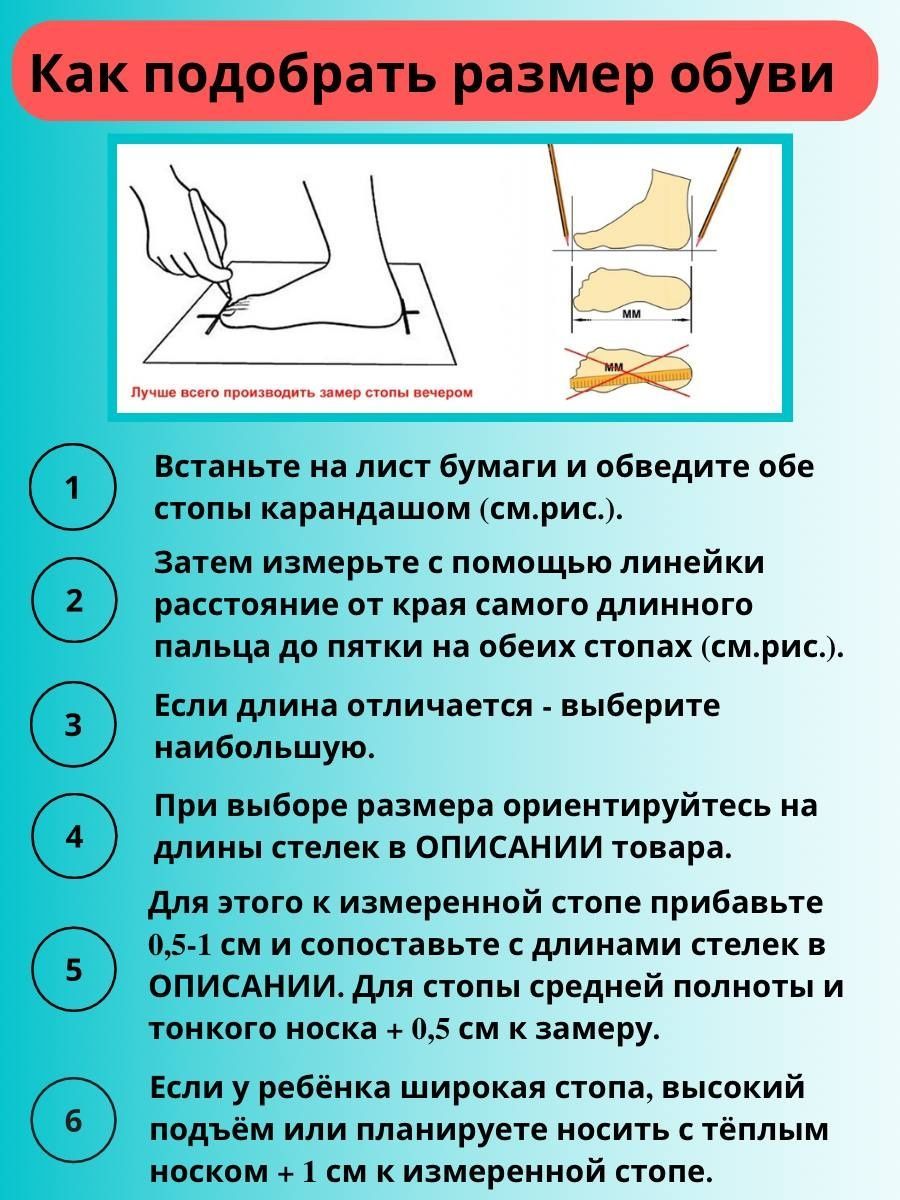 Как подобрать размер обуви
мм
мм
Лучше всего производить замер стопы вечером
1
Встаньте на лист бумаги и обведите обе
стопы карандашом (см.рис.).
2
Затем измерьте с помощью линейки
расстояние от края самого длинного
пальца до пятки на обеих стопах (см.рис.).
3
Если длина отличается - выберите
наибольшую.
4
При выборе размера ориентируйтесь на
длины стелек в ОПИСАНИИ товара.
5
Для этого к измеренной стопе прибавьте
0,5-1 см и сопоставьте с длинами стелек в
ОПИСАНИИ. Для стопы средней полноты и
тонкого носка + 0,5 см к замеру.
6
Если у ребёнка широкая стопа, высокий
подъём или планируете носить с тёплым
носком + 1 см к измеренной стопе.